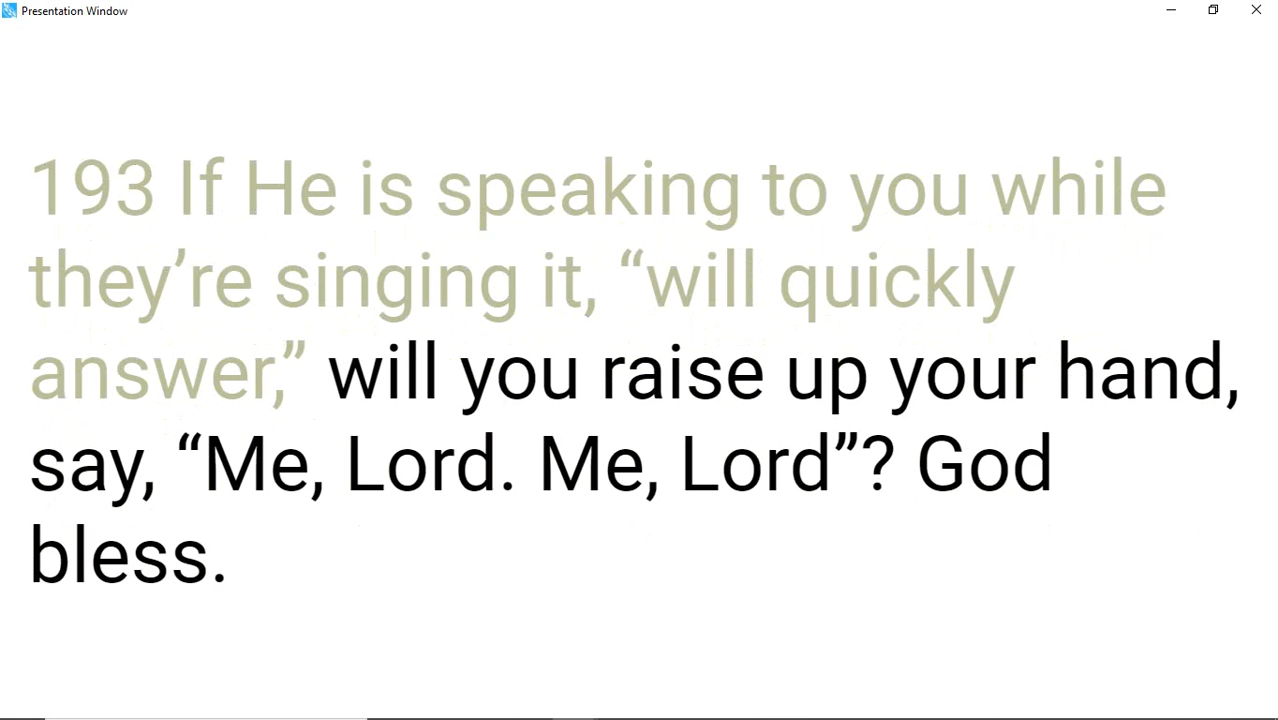 Presentation Window
193 If He is speaking to you while
they’re singing it, “will quickly
answer,” will you raise up your hand,
say, “Me, Lord. Me, Lord”? God
bless.